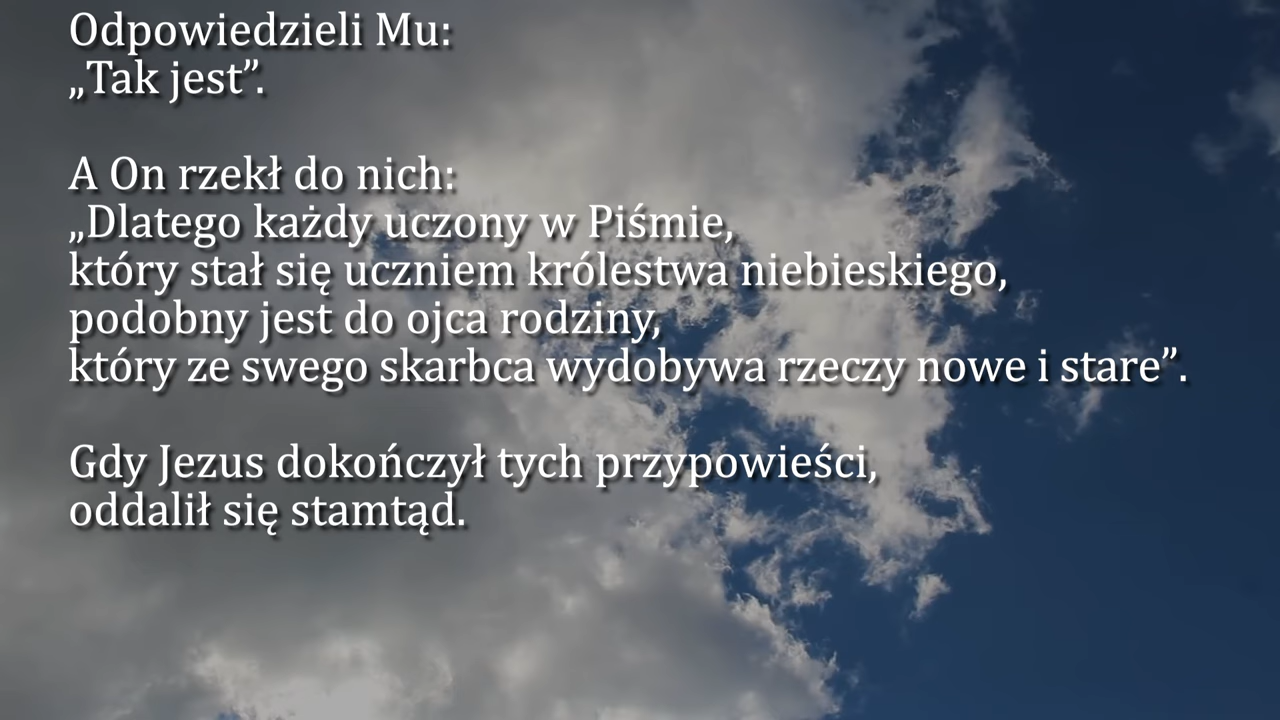 Odpowiedzieli Mu:
„Tak jest”.
A On rzekł do nich:
„Dlatego każdy uczony w Piśmie,
który stał się uczniem królestwa niebieskiego,
podobny jest do ojca rodziny,
który ze swego skarbca wydobywa rzeczy nowe i stare”.
Gdy Jezus dokończył tych przypowieści,
oddalił się stamtąd.